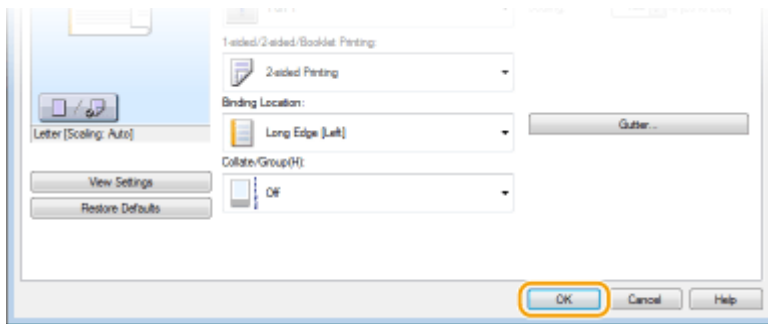 1-sided/2-sided/Booklet Printing:
2-sided Printing
Binding Location:
Letter [Scaling: Auto]
Long Edge [Left]
Gutter...
Collate/Group(H):
View Settings
Off
Restore Defaults
OK
Cancel
Help